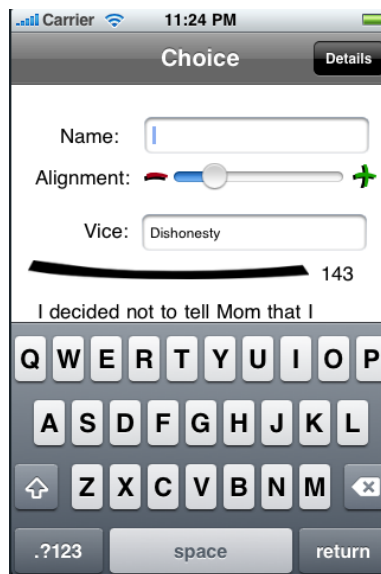 Carrier 11:24 PM
Choice Details
Name:
Alignment:
Vice: Dishonesty
143
I decided not to tell Mom that I
Q W E R T Y U I O P
A S D F G H J K L
Z X C V B N M
.?123 space return